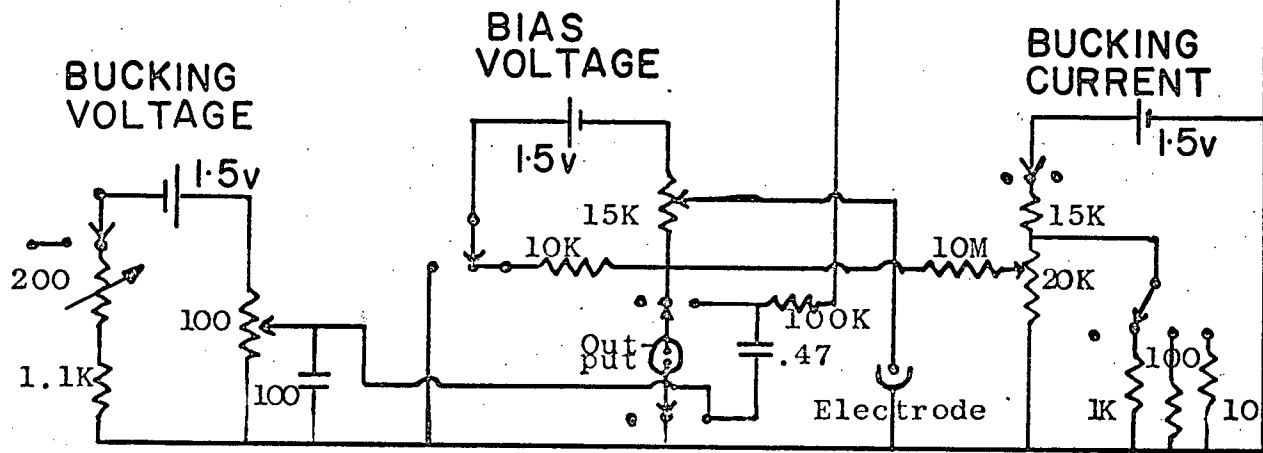 BUCKING
VOLTAGE
BIAS
VOLTAGE
BUCKING
CURRENT
1.5v
1.5v
1.5v
200
1.1K
100
100
15K
10K
Out-
put
100K
.47
Electrode
10M
15K
20K
1K
100
10